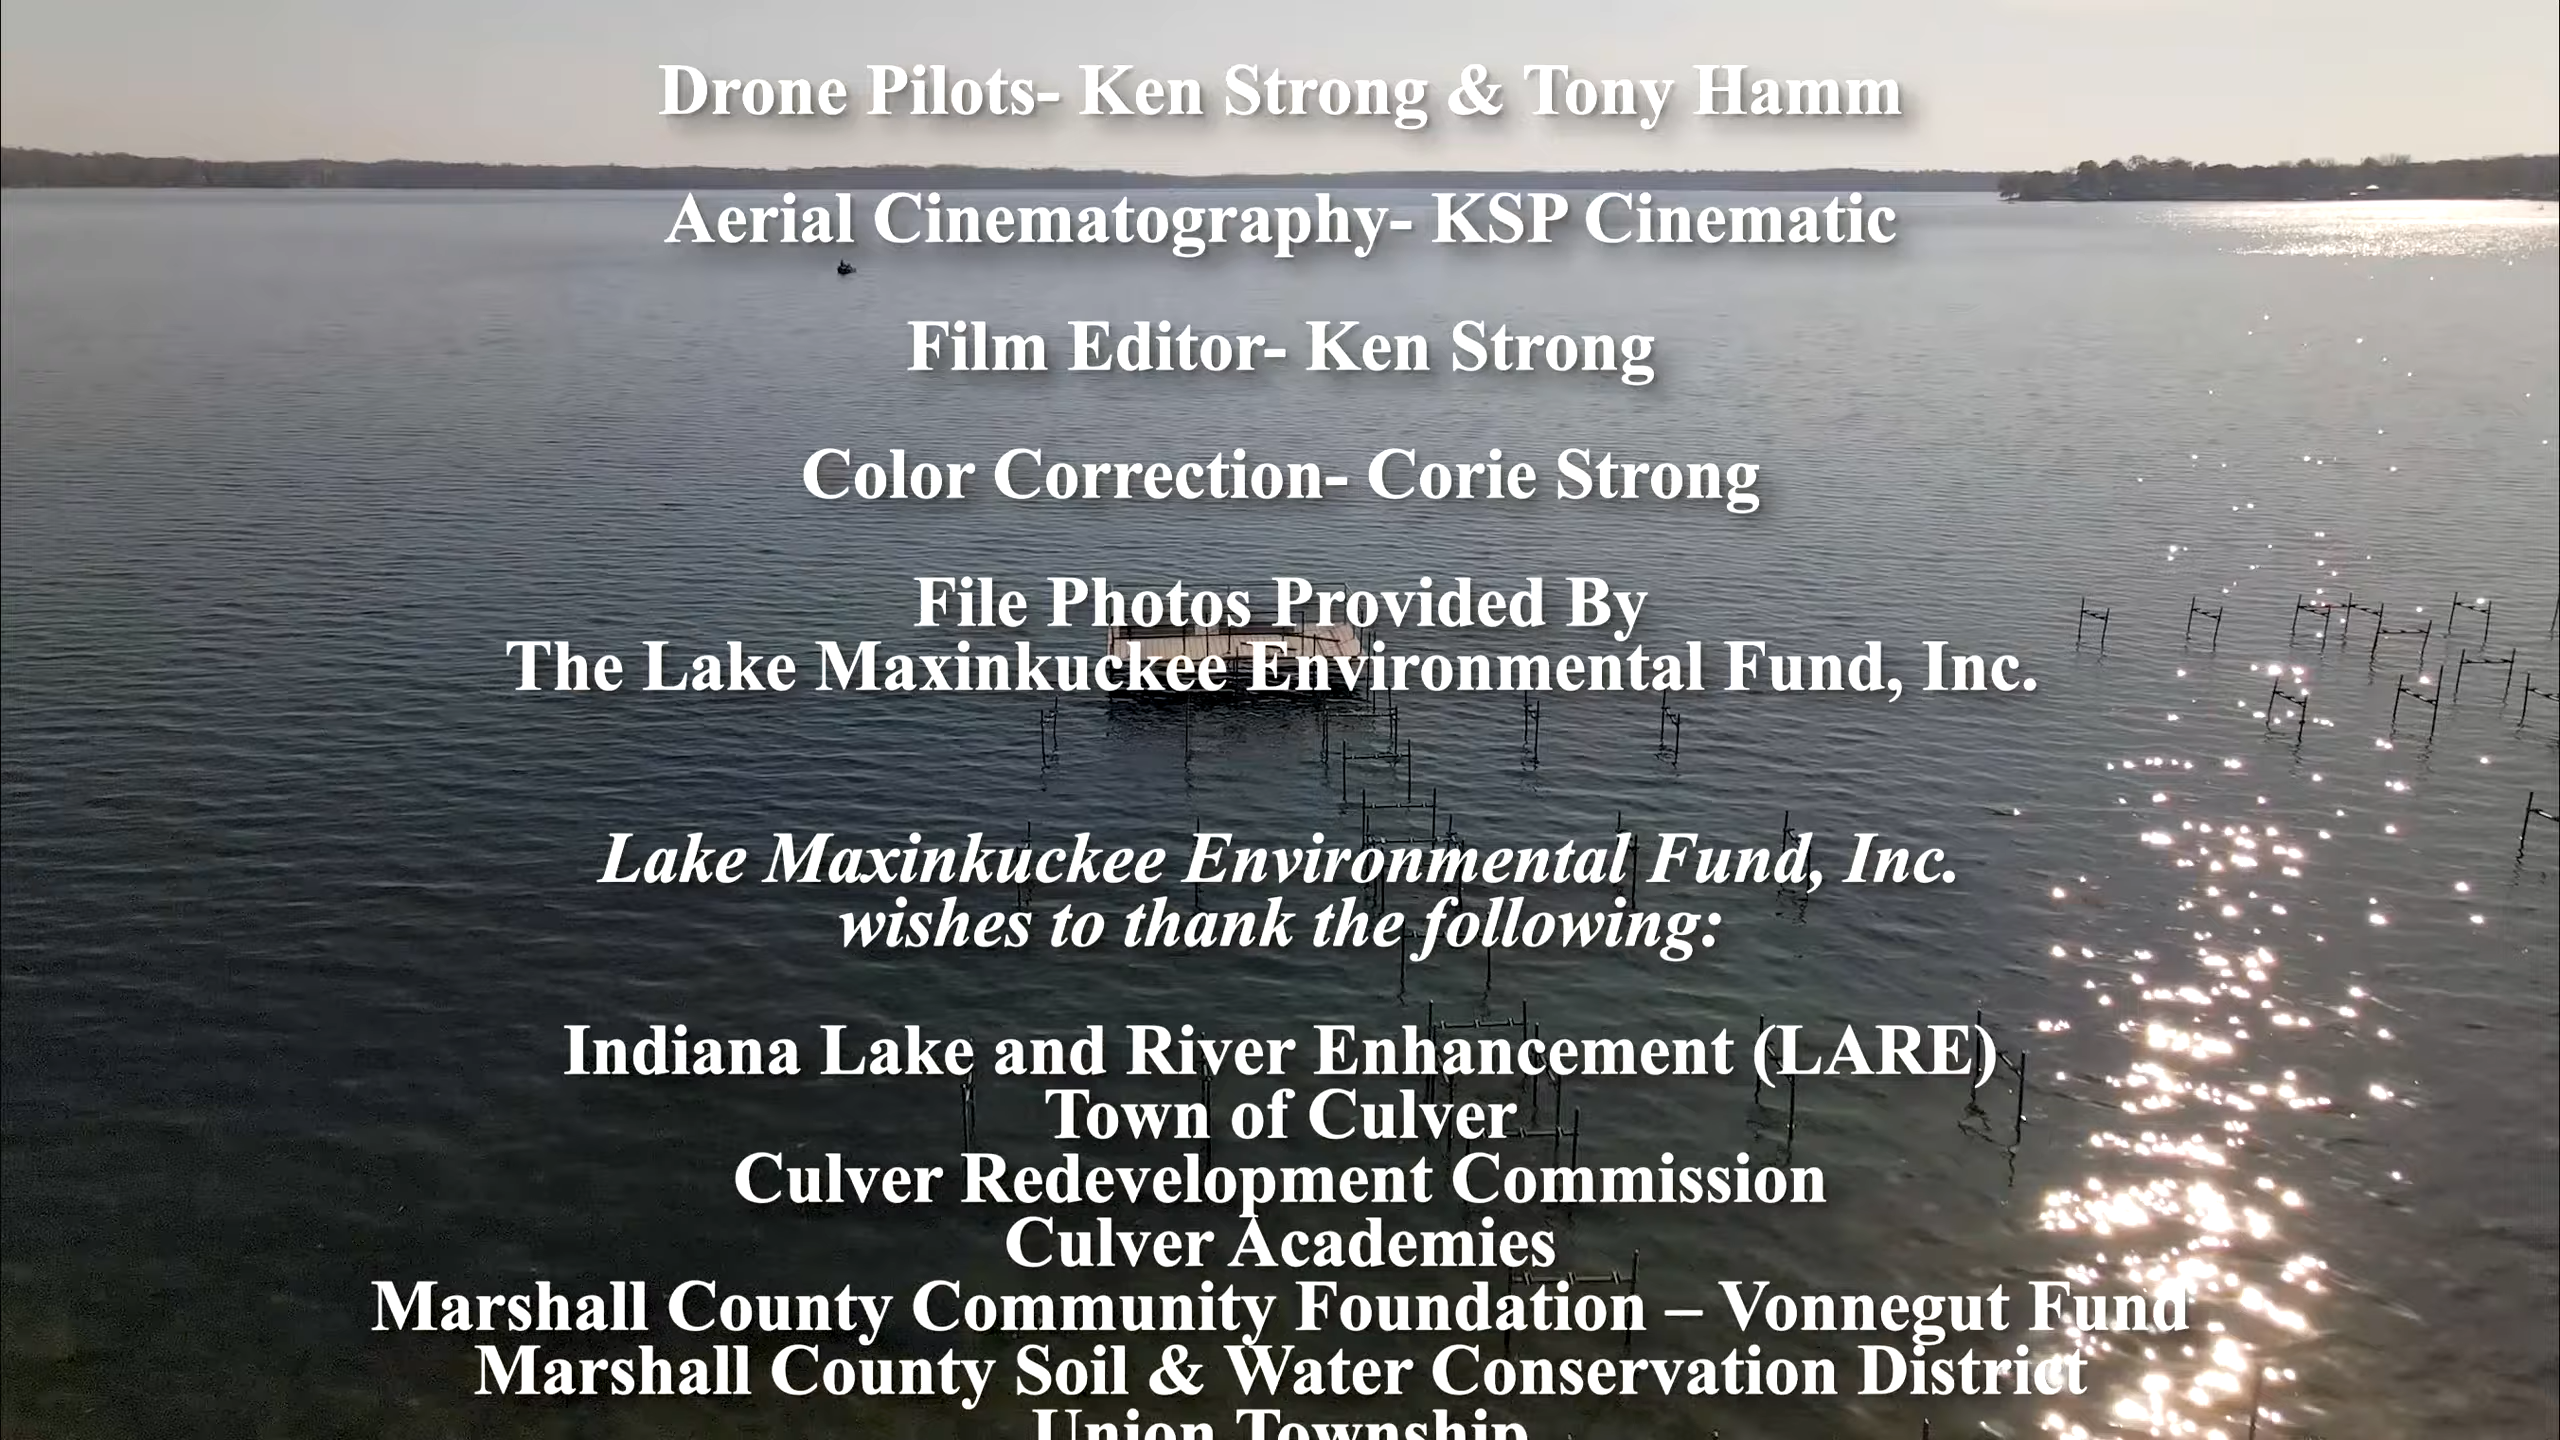 Drone Pilots- Ken Strong & Tony Hamm
Aerial Cinematography- KSP Cinematic
Film Editor- Ken Strong
Color Correction- Corie Strong
File Photos Provided By
The Lake Maxinkuckee Environmental Fund, Inc.
Lake Maxinkuckee Environmental Fund, Inc.
wishes to thank the following:
Indiana Lake and River Enhancement (LARE)
Town of Culver
Culver Redevelopment Commission
Culver Academies
Marshall County Community Foundation – Vonnegut Fund
Marshall County Soil & Water Conservation District
Union Township